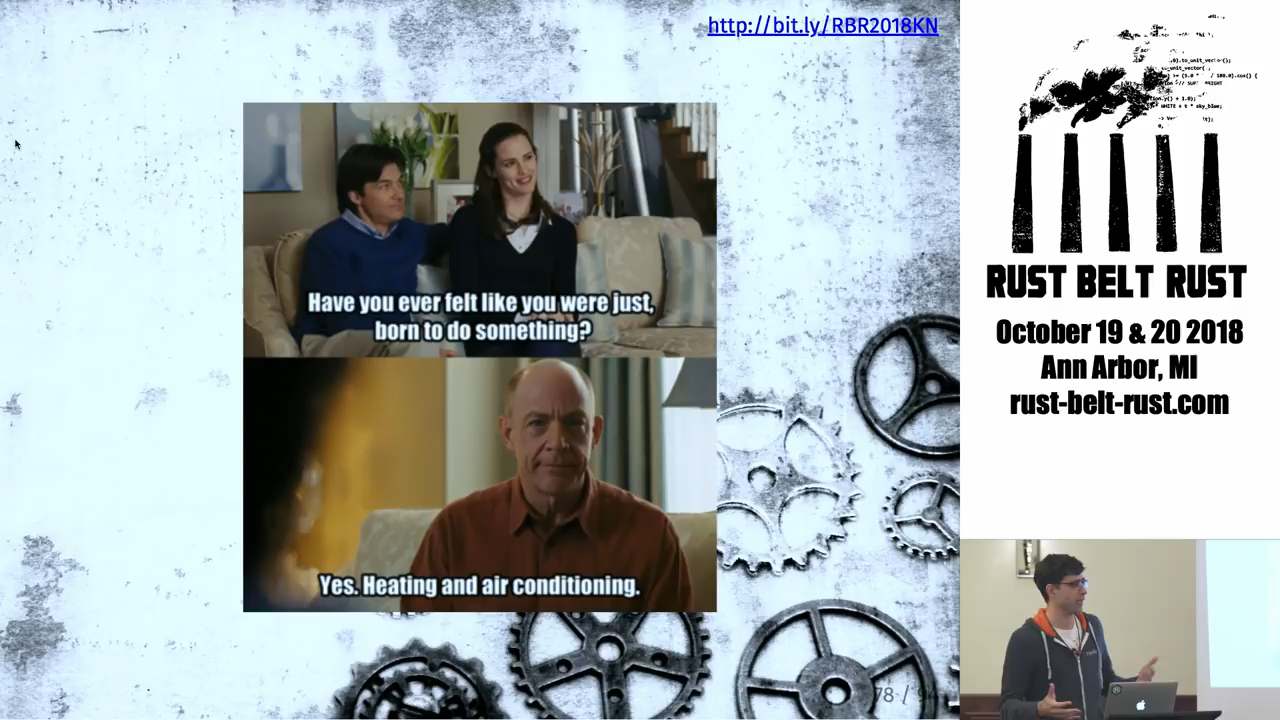 http://bit.ly/RBR2018KN
Have you ever felt like you were just,
born to do something?
Yes. Heating and air conditioning.
78 /
RUST BELT RUST
October 19 & 20 2018
Ann Arbor, MI
rust-belt-rust.com